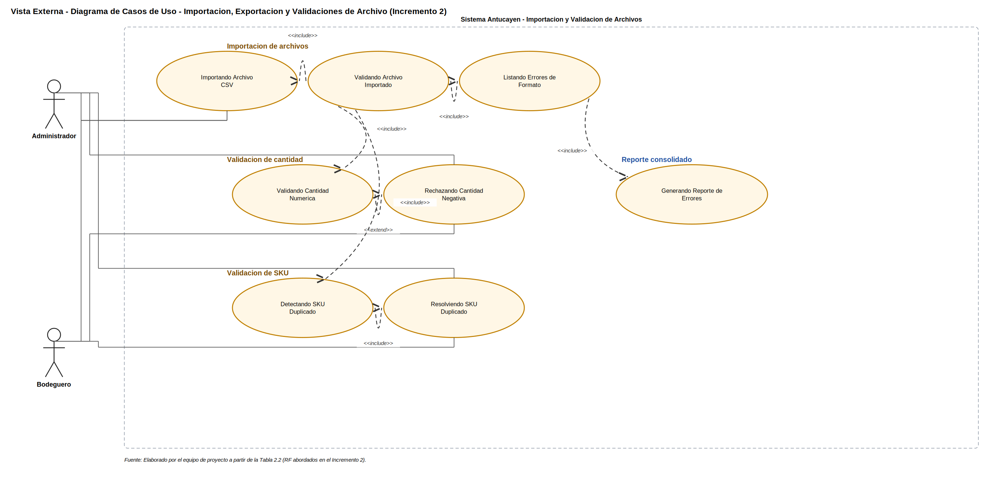 Vista Externa - Diagrama de Casos de Uso - Importacion, Exportacion y Validaciones de Archivo (Incremento 2)
Sistema Antucayen - Importacion y Validacion de Archivos
<<include>>
Importacion de archivos
Importando Archivo
CSV
Validando Archivo
Importado
Listando Errores de
Formato
<<include>>
<<include>>
Administrador
<<include>>
Validacion de cantidad
Reporte consolidado
Validando Cantidad
Numerica
Rechazando Cantidad
Negativa
<<include>>
Generando Reporte de
Errores
<<extend>>
Validacion de SKU
Detectando SKU
Duplicado
Resolviendo SKU
Duplicado
<<include>>
Bodeguero
Fuente: Elaborado por el equipo de proyecto a partir de la Tabla 2.2 (RF abordados en el Incremento 2).